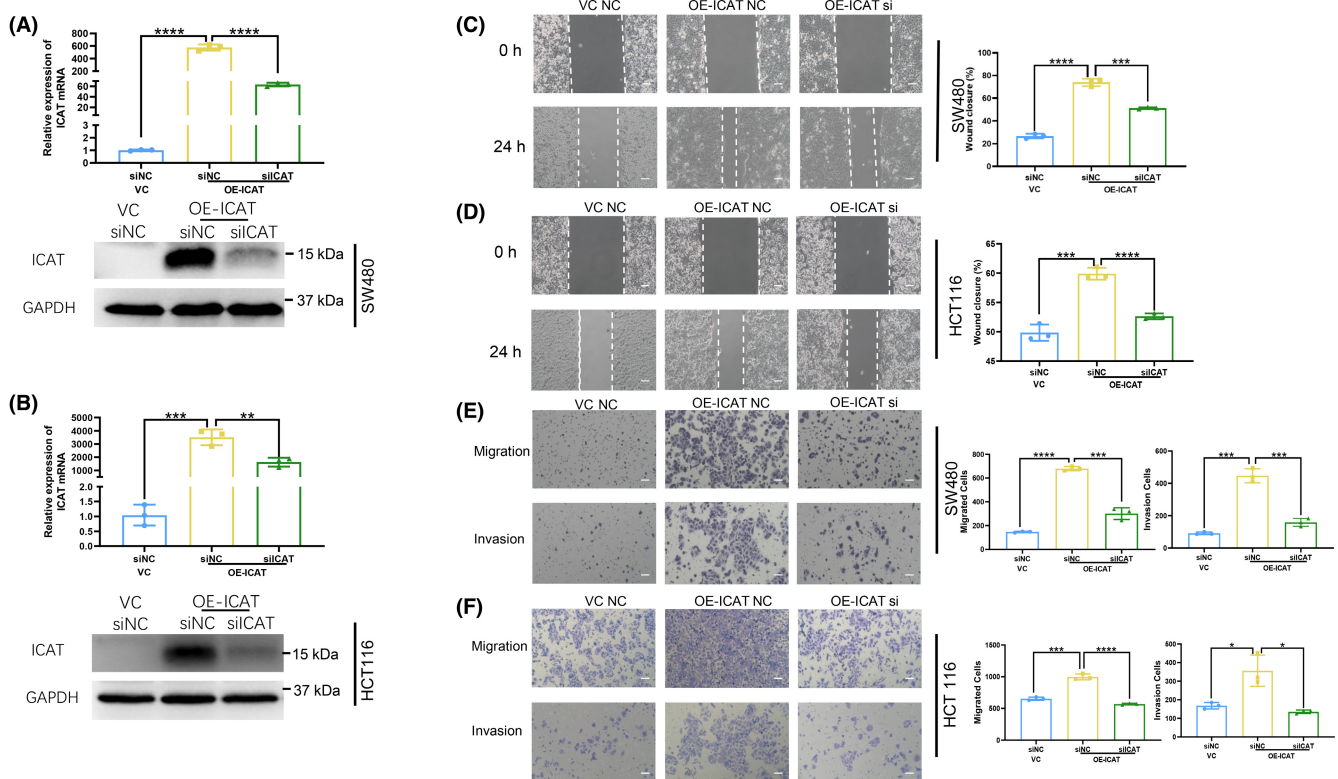 (A)
Relative expression of
ICAT mRNA
800
600
400
200
60
40
20
0
3
2
1
0
****
****
siNC
siNC
siICAT
VC
OE-ICAT
VC
OE-ICAT
siNC
siNC
siICAT
ICAT
15 kDa
GAPDH
37 kDa
SW480
(B)
Relative expression of
ICAT mRNA
5000
4000
3000
2000
1000
2.0
1.5
1.0
0.5
0.0
***
**
siNC
siNC
siICAT
VC
OE-ICAT
VC
OE-ICAT
siNC
siNC
siICAT
ICAT
15 kDa
GAPDH
37 kDa
HCT116
(C)
VC NC
OE-ICAT NC
OE-ICAT si
0 h
24 h
SW480
Wound closure (%)
100
80
60
40
20
0
****
***
siNC
siNC
siICAT
VC
OE-ICAT
(D)
VC NC
OE-ICAT NC
OE-ICAT si
0 h
24 h
HCT116
Wound closure (%)
65
60
55
50
45
***
****
siNC
siNC
siICAT
VC
OE-ICAT
(E)
VC NC
OE-ICAT NC
OE-ICAT si
Migration
Invasion
SW480
Migrated Cells
800
600
400
200
0
****
***
siNC
siNC
siICAT
VC
OE-ICAT
Invasion Cells
600
400
200
0
***
***
siNC
siNC
siICAT
VC
OE-ICAT
(F)
VC NC
OE-ICAT NC
OE-ICAT si
Migration
Invasion
HCT 116
Migrated Cells
1500
1000
500
0
***
****
siNC
siNC
siICAT
VC
OE-ICAT
Invasion Cells
600
500
400
300
200
100
0
*
*
siNC
siNC
siICAT
VC
OE-ICAT